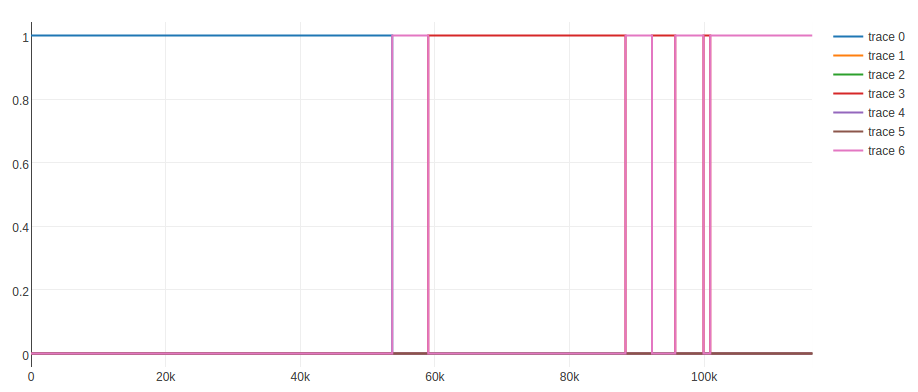 1
0.8
0.6
0.4
0.2
0
0
20k
40k
60k
80k
100k
trace 0
trace 1
trace 2
trace 3
trace 4
trace 5
trace 6